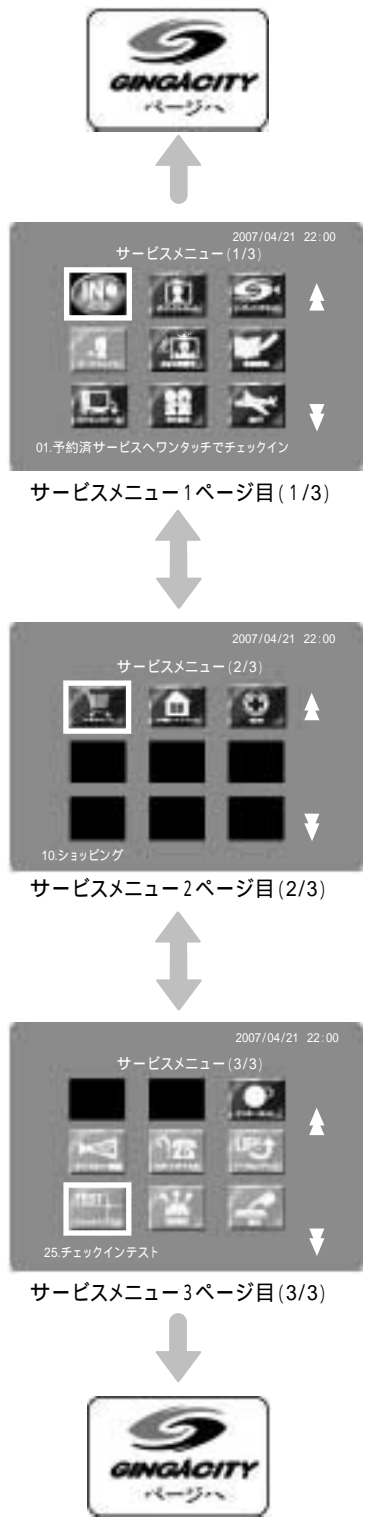 GINGACITY
ページへ
2007/04/21 22:00
サービスメニュー(1/3)
IN
01.予約済サービスへワンタッチでチェックイン
サービスメニュー1ページ目(1/3)
2007/04/21 22:00
サービスメニュー(2/3)
10.ショッピング
サービスメニュー2ページ目(2/3)
2007/04/21 22:00
サービスメニュー(3/3)
TEST
25.チェックインテスト
サービスメニュー3ページ目(3/3)
GINGACITY
ページへ